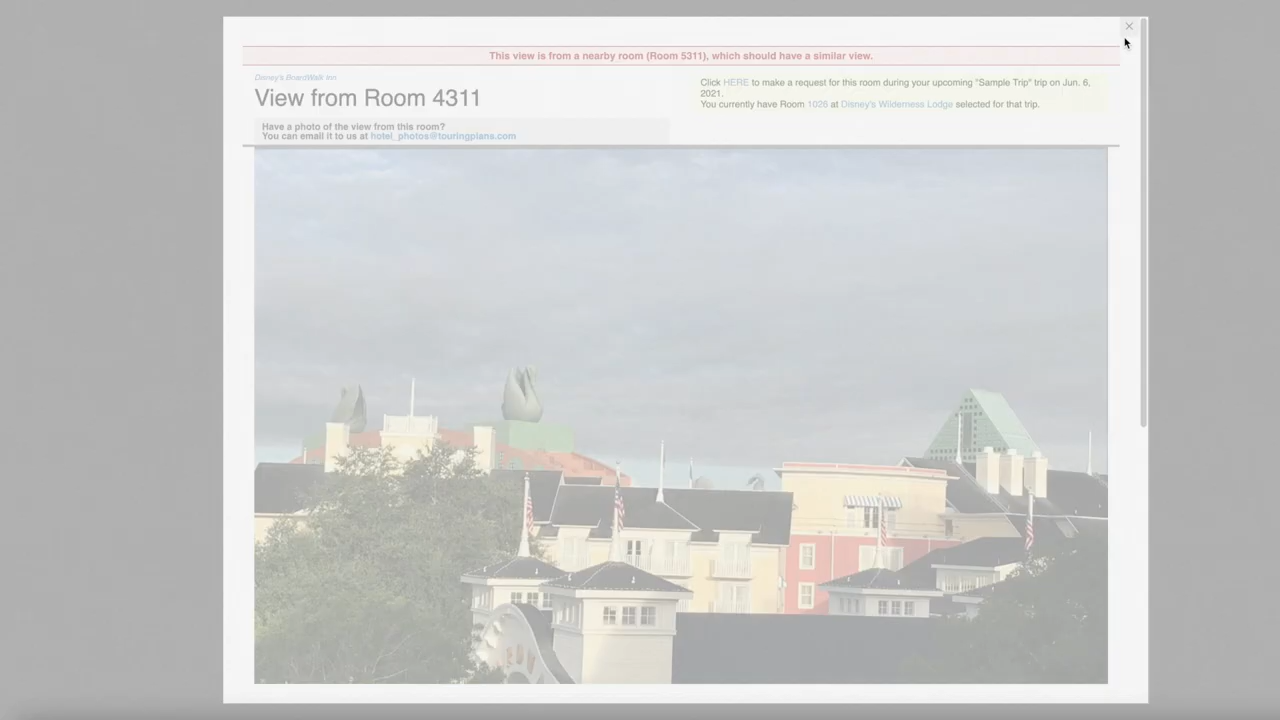 This view is from a nearby room (Room 5311), which should have a similar view.
Disney's BoardWalk Inn
View from Room 4311
Click HERE to make a request for this room during your upcoming "Sample Trip" trip on Jun. 6,
2021.
You currently have Room 1026 at Disney's Wilderness Lodge selected for that trip.
Have a photo of the view from this room?
You can email it to us at hotel_photos@touringplans.com